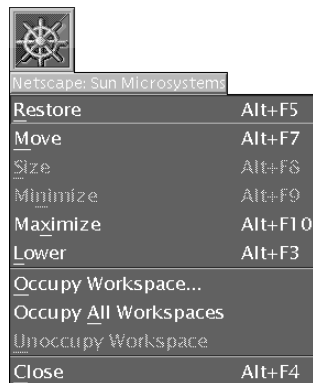 Netscape: Sun Microsystems
Restore Alt+F5
Move Alt+F7
Size Alt+F8
Minimize Alt+F9
Maximize Alt+F10
Lower Alt+F3
Occupy Workspace...
Occupy All Workspaces
Unoccupy Workspace
Close Alt+F4